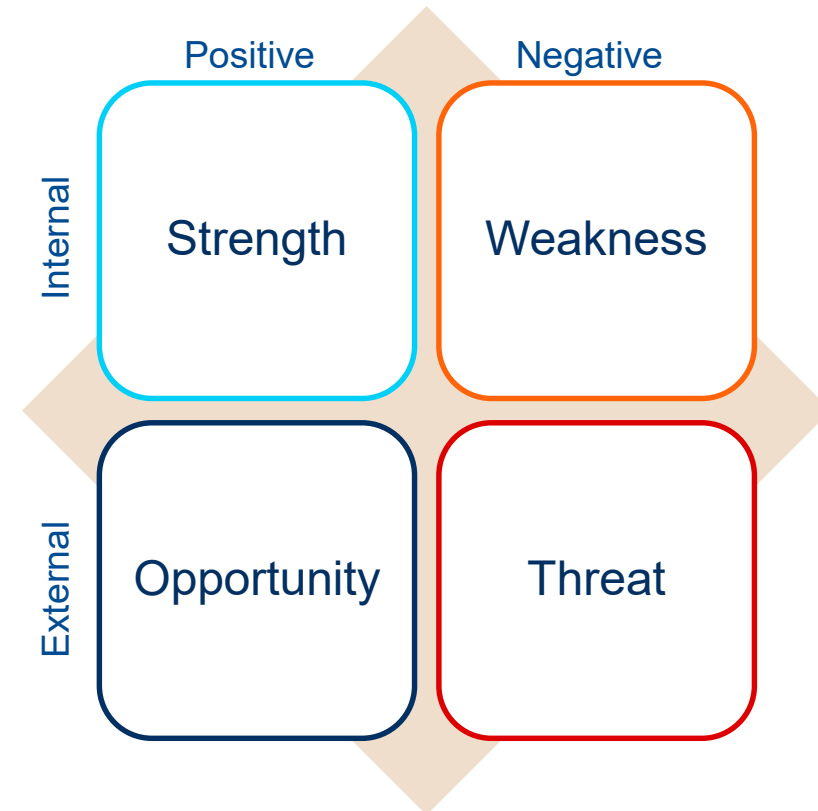 Positive
Negative
Internal
Strength
Weakness
External
Opportunity
Threat